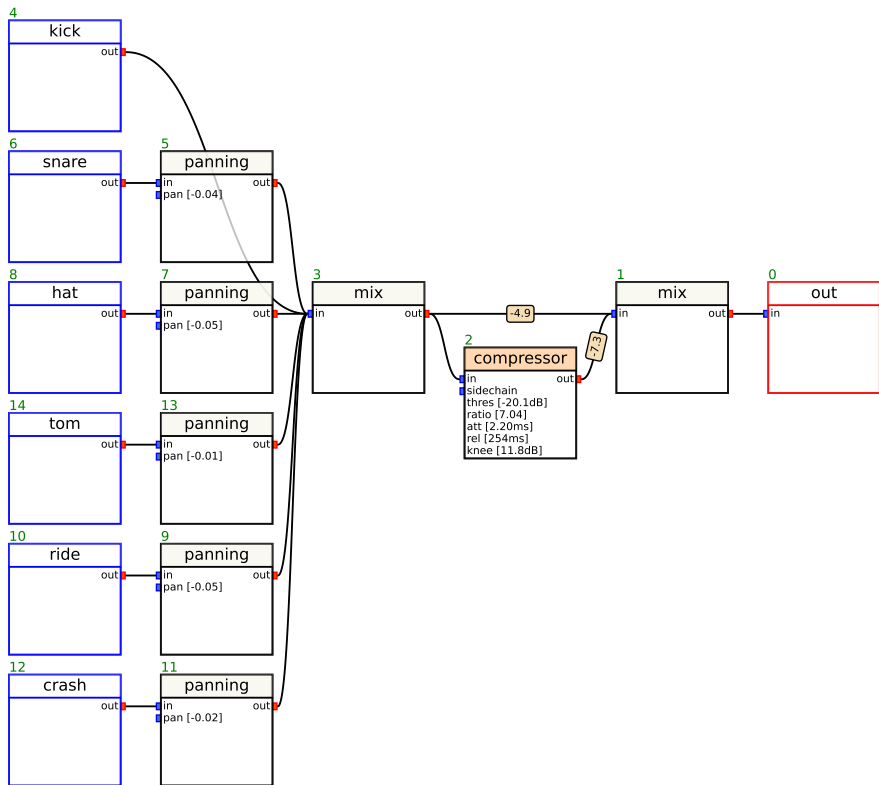 4
kick
out
6
snare
out
5
panning
in out
pan [-0.04]
8
hat
out
7
panning
in out
pan [-0.05]
14
tom
out
13
panning
in out
pan [-0.01]
10
ride
out
9
panning
in out
pan [-0.05]
12
crash
out
11
panning
in out
pan [-0.02]
3
mix
in out
-4.9
2
compressor
in out
sidechain
thres [-20.1dB]
ratio [7.04]
att [2.20ms]
rel [254ms]
knee [11.8dB]
-7.3
1
mix
in out
0
out
in